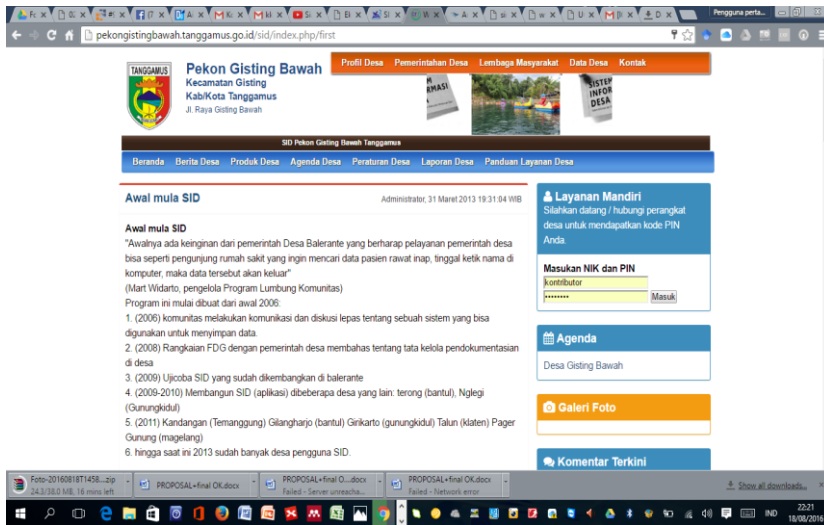 Pengguna perta...
pekongistingbawah.tanggamus.go.id/sid/index.php/first
Profil Desa Pemerintahan Desa Lembaga Masyarakat Data Desa Kontak
TANGGAMUS
Pekon Gisting Bawah
Kecamatan Gisting
Kab/Kota Tanggamus
Jl. Raya Gisting Bawah
SISTEM
INFOR
DESA
SID Pekon Gisting Bawah Tanggamus
Beranda Berita Desa Produk Desa Agenda Desa Peraturan Desa Laporan Desa Panduan Layanan Desa
Awal mula SID
Administrator, 31 Maret 2013 19:31:04 WIB
Awal mula SID
"Awalnya ada keinginan dari pemerintah Desa Balerante yang berharap pelayanan pemerintah desa
bisa seperti pengunjung rumah sakit yang ingin mencari data pasien rawat inap, tinggal ketik nama di
komputer, maka data tersebut akan keluar"
(Mart Widarto, pengelola Program Lumbung Komunitas)
Program ini mulai dibuat dari awal 2006:
1. (2006) komunitas melakukan komunikasi dan diskusi lepas tentang sebuah sistem yang bisa
digunakan untuk menyimpan data.
2. (2008) Rangkaian FDG dengan pemerintah desa membahas tentang tata kelola pendokumentasian
di desa
3. (2009) Ujicoba SID yang sudah dikembangkan di balerante
4. (2009-2010) Membangun SID (aplikasi) dibeberapa desa yang lain: terong (bantul), Nglegi
(Gunungkidul)
5. (2011) Kandangan (Temanggung) Gilangharjo (bantul) Girikarto (gunungkidul) Talun (klaten) Pager
Gunung (magelang)
6. hingga saat ini 2013 sudah banyak desa pengguna SID.
Layanan Mandiri
Silahkan datang / hubungi perangkat
desa untuk mendapatkan kode PIN
Anda.
Masukan NIK dan PIN
kontributor
Masuk
Agenda
Desa Gisting Bawah
Galeri Foto
Komentar Terkini
Foto-20160818T1458....zip
24.3/38.0 MB, 16 mins left
PROPOSAL+final OK.docx
PROPOSAL+final O....docx
Failed - Server unreacha...
PROPOSAL+final OK.docx
Failed - Network error
Show all downloads...
IND
22:21
18/08/2016